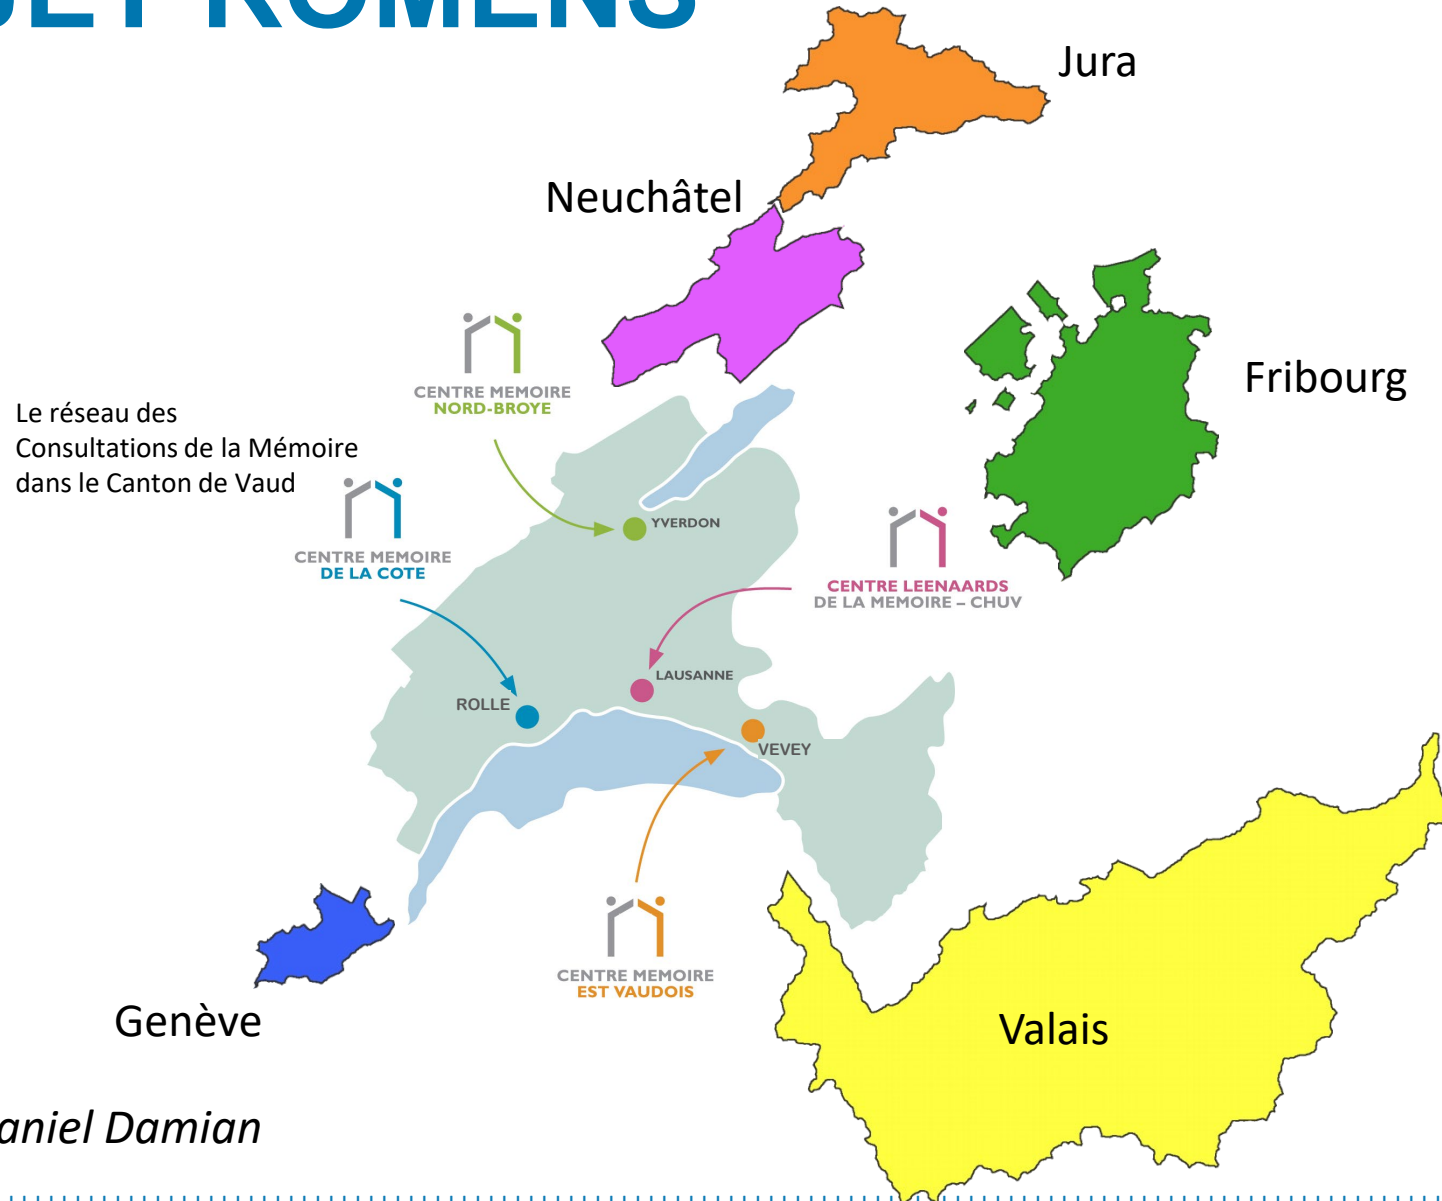 JET ROMENS
Jura
Neuchâtel
CENTRE MEMOIRE
NORD-BROYE
Fribourg
Le réseau des
Consultations de la Mémoire
dans le Canton de Vaud
YVERDON
CENTRE MEMOIRE
DE LA COTE
CENTRE LEENAARDS
DE LA MEMOIRE – CHUV
LAUSANNE
ROLLE
VEVEY
CENTRE MEMOIRE
EST VAUDOIS
Genève
Valais
aniel Damian